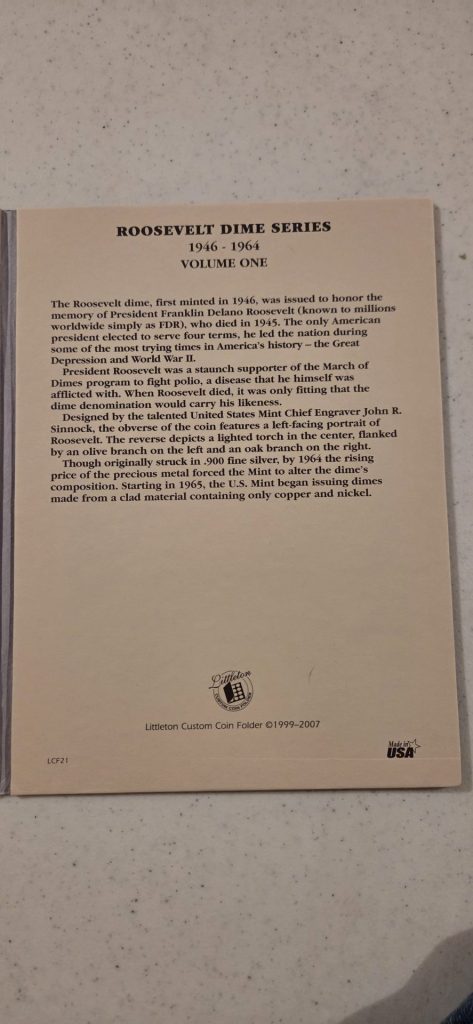 ROOSEVELT DIME SERIES
1946 - 1964
VOLUME ONE
The Roosevelt dime, first minted in 1946, was issued to honor the
memory of President Franklin Delano Roosevelt (known to millions
worldwide simply as FDR), who died in 1945. The only American
president elected to serve four terms, he led the nation during
some of the most trying times in America's history – the Great
Depression and World War II.
President Roosevelt was a staunch supporter of the March of
Dimes program to fight polio, a disease that he himself was
afflicted with. When Roosevelt died, it was only fitting that the
dime denomination would carry his likeness.
Designed by the talented United States Mint Chief Engraver John R.
Sinnock, the obverse of the coin features a left-facing portrait of
Roosevelt. The reverse depicts a lighted torch in the center, flanked
by an olive branch on the left and an oak branch on the right.
Though originally struck in .900 fine silver, by 1964 the rising
price of the precious metal forced the Mint to alter the dime's
composition. Starting in 1965, the U.S. Mint began issuing dimes
made from a clad material containing only copper and nickel.
Littleton
CUSTOM COIN FOLDER
Littleton Custom Coin Folder ©1999–2007
LCF21
Made in
USA